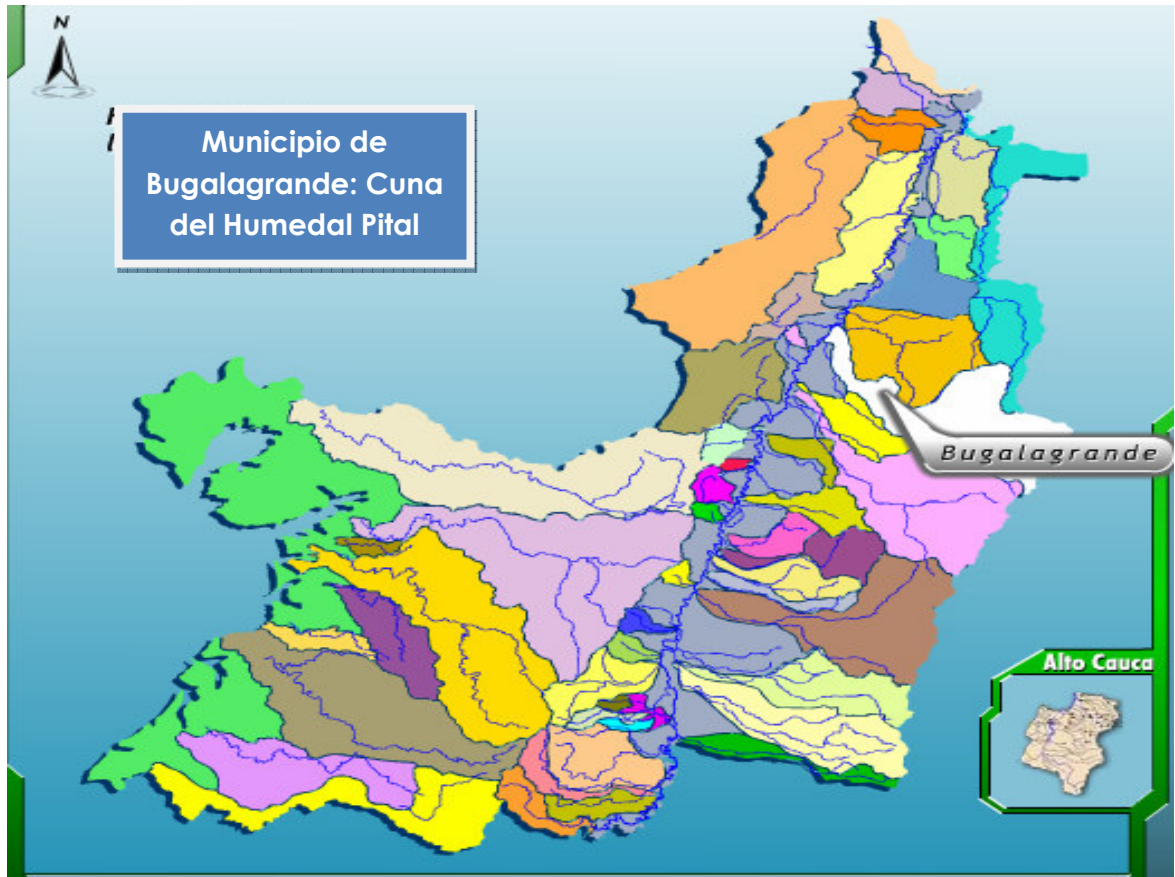 N
Municipio de
Bugalagrande: Cuna
del Humedal Pital
Bugalagrande
Alto Cauca